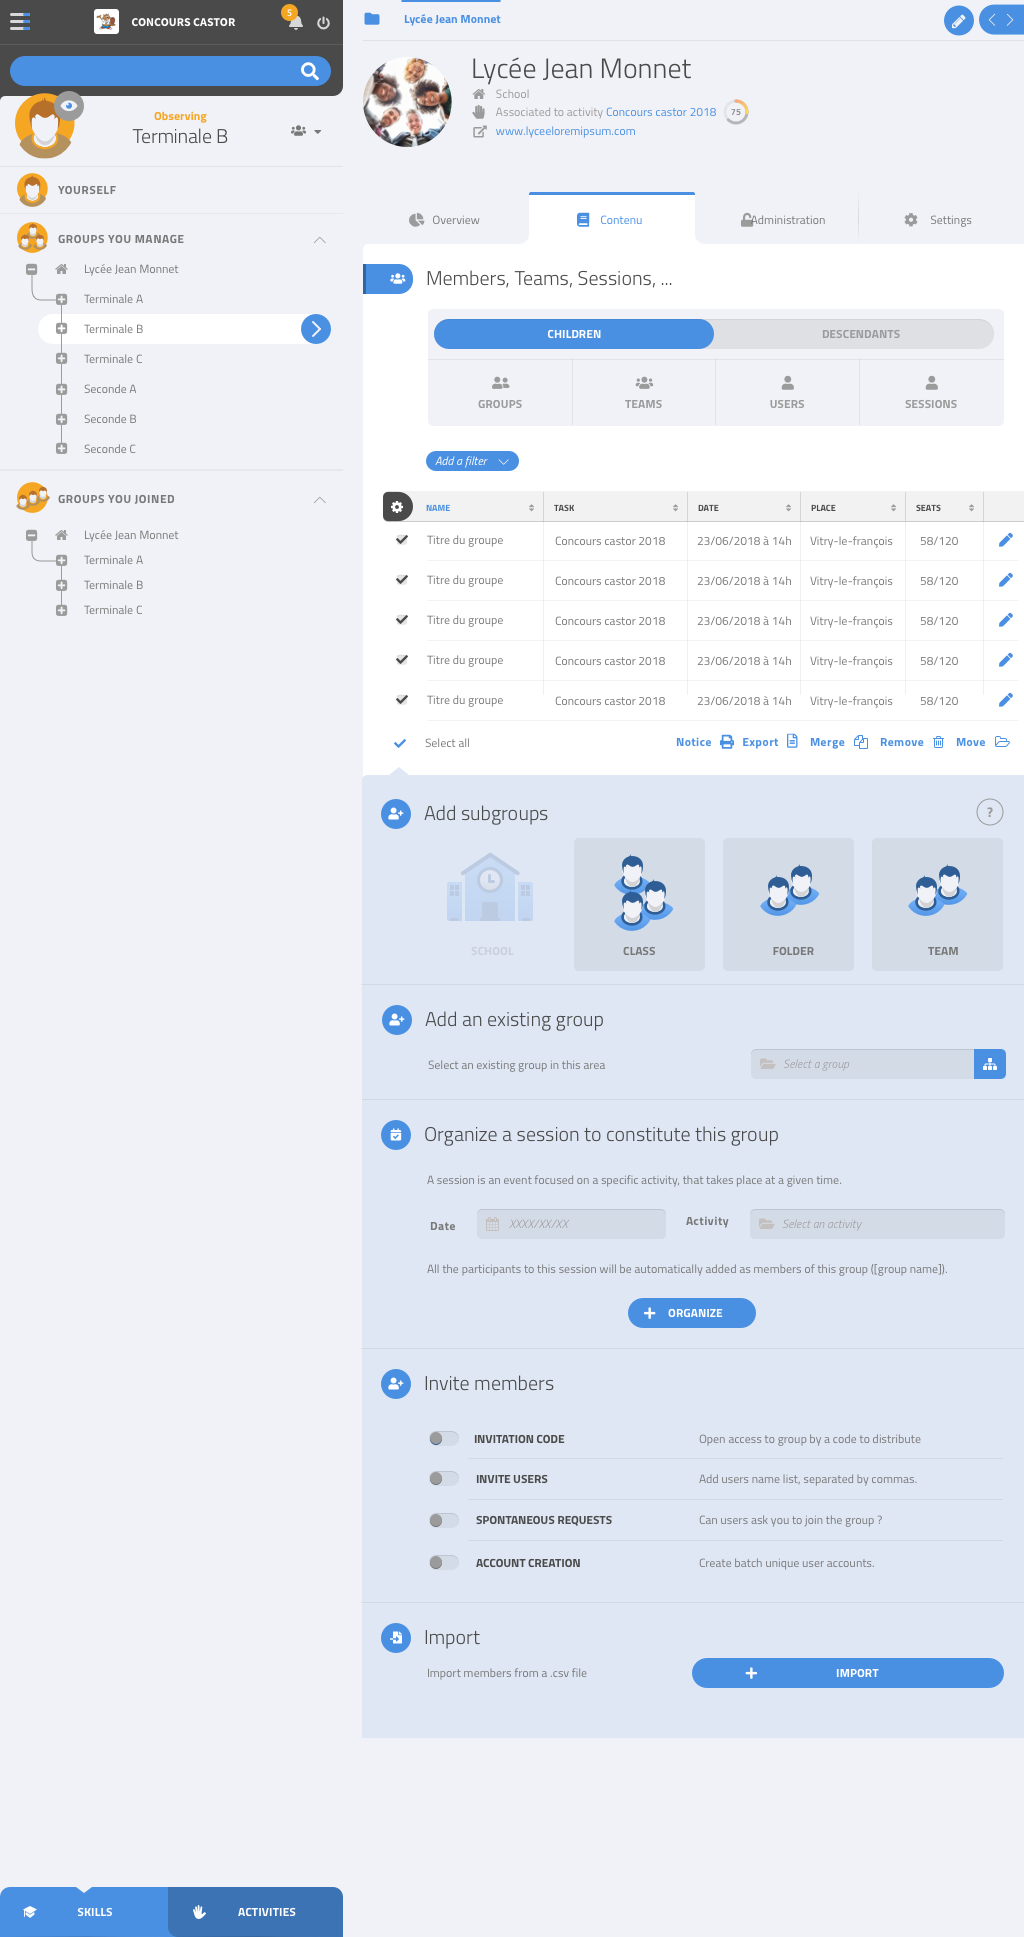 CONCOURS CASTOR
5
Observing
Terminale B
YOURSELF
GROUPS YOU MANAGE
Lycée Jean Monnet
Terminale A
Terminale B
Terminale C
Seconde A
Seconde B
Seconde C
GROUPS YOU JOINED
Lycée Jean Monnet
Terminale A
Terminale B
Terminale C
SKILLS
ACTIVITIES
Lycée Jean Monnet
Lycée Jean Monnet
School
Associated to activity Concours castor 2018 75
www.lyceeloremipsum.com
Overview Contenu Administration Settings
Members, Teams, Sessions, ...
CHILDREN DESCENDANTS
GROUPS TEAMS USERS SESSIONS
Add a filter
NAME TASK DATE PLACE SEATS
Titre du groupe Concours castor 2018 23/06/2018 à 14h Vitry-le-françois 58/120
Titre du groupe Concours castor 2018 23/06/2018 à 14h Vitry-le-françois 58/120
Titre du groupe Concours castor 2018 23/06/2018 à 14h Vitry-le-françois 58/120
Titre du groupe Concours castor 2018 23/06/2018 à 14h Vitry-le-françois 58/120
Titre du groupe Concours castor 2018 23/06/2018 à 14h Vitry-le-françois 58/120
Select all Notice Export Merge Remove Move
Add subgroups ?
SCHOOL CLASS FOLDER TEAM
Add an existing group
Select an existing group in this area Select a group
Organize a session to constitute this group
A session is an event focused on a specific activity, that takes place at a given time.
Date XXXX/XX/XX Activity Select an activity
All the participants to this session will be automatically added as members of this group ([group name]).
ORGANIZE
Invite members
INVITATION CODE Open access to group by a code to distribute
INVITE USERS Add users name list, separated by commas.
SPONTANEOUS REQUESTS Can users ask you to join the group ?
ACCOUNT CREATION Create batch unique user accounts.
Import
Import members from a .csv file IMPORT